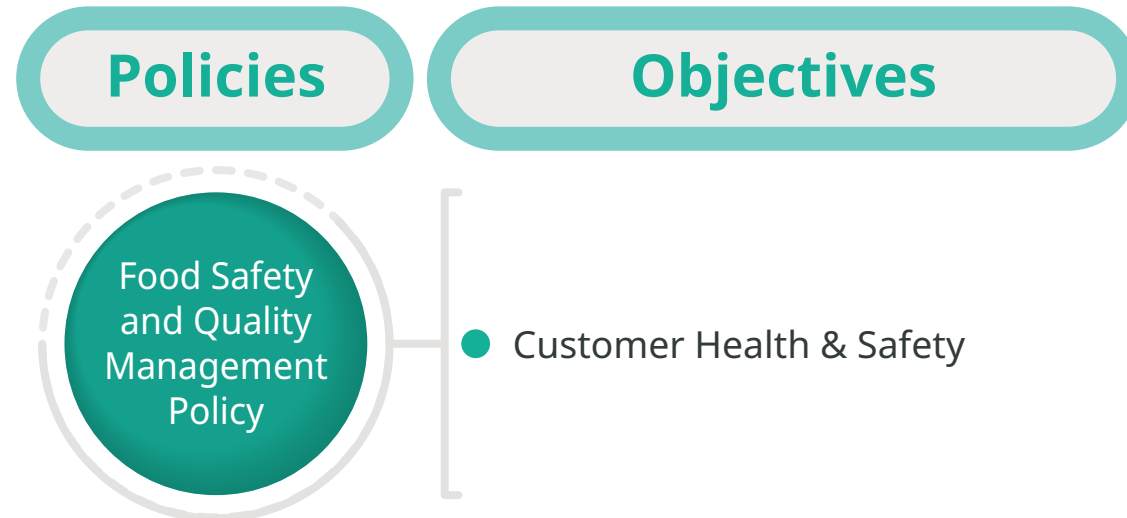 Policies
Objectives
Food Safety
and Quality
Management
Policy
Customer Health & Safety